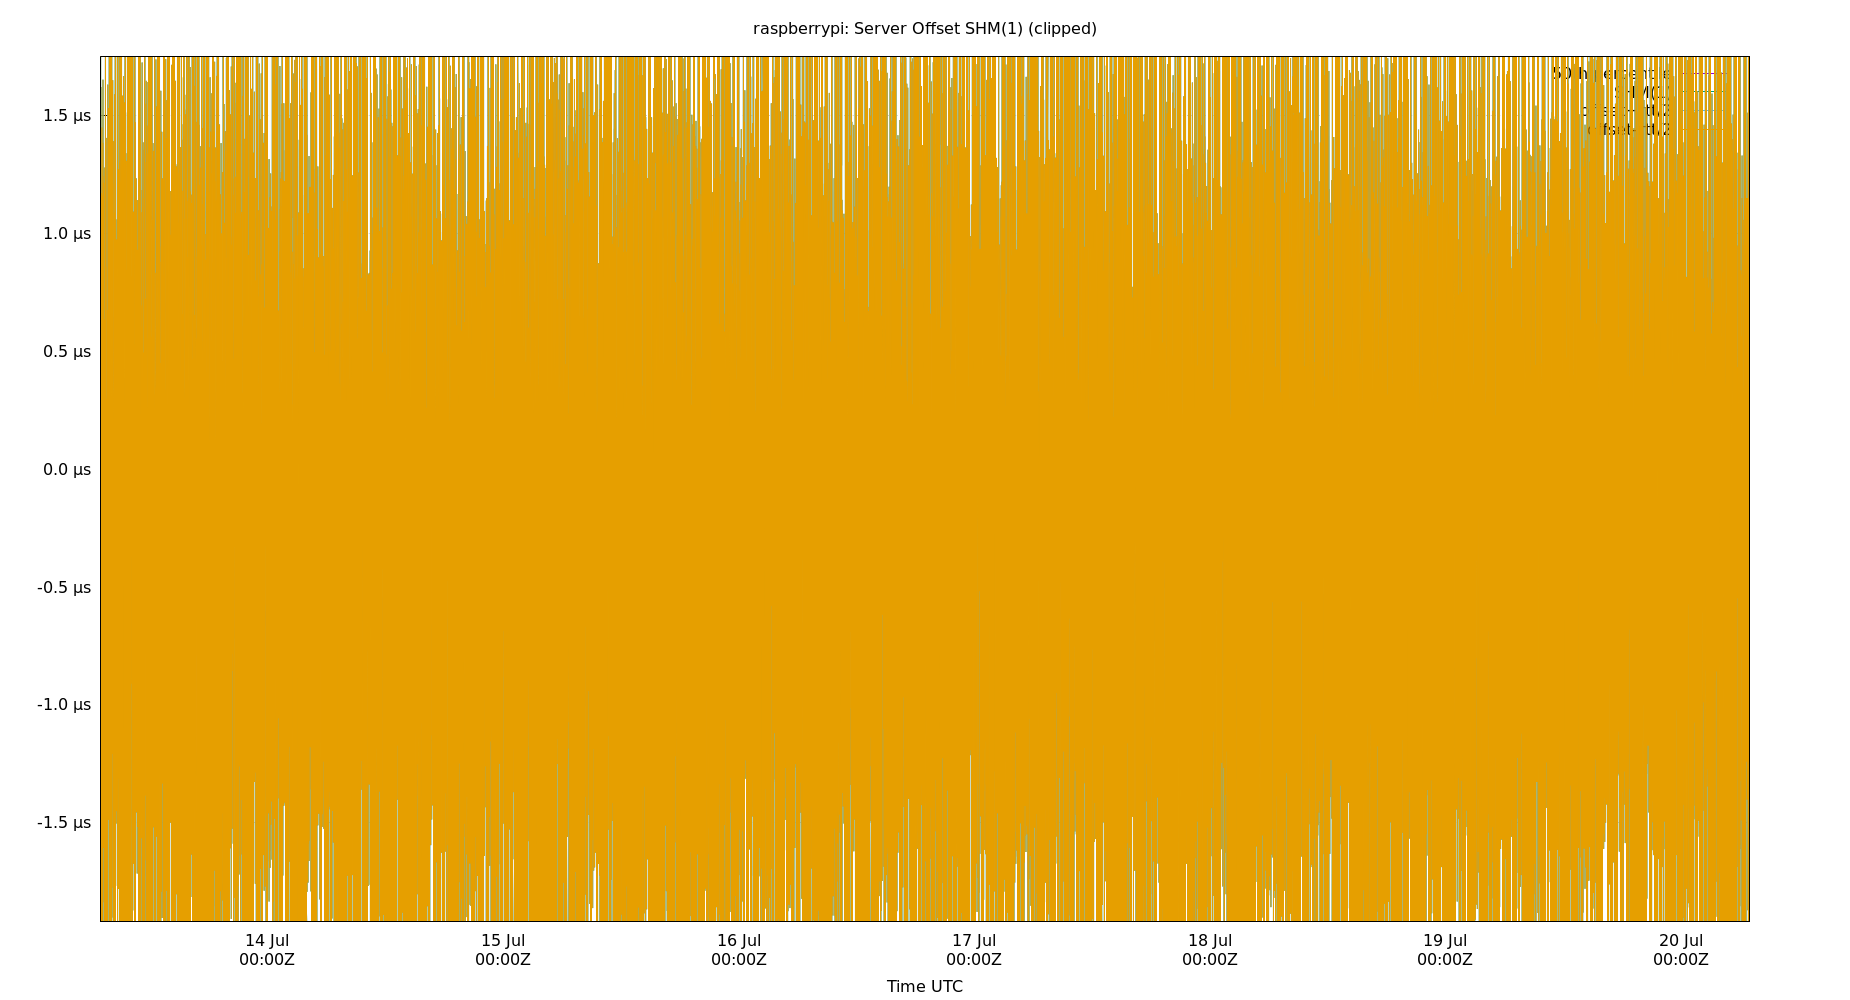 raspberrypi: Server Offset SHM(1) (clipped)
1.5 µs
1.0 µs
0.5 µs
0.0 µs
-0.5 µs
-1.0 µs
-1.5 µs
14 Jul 15 Jul 16 Jul 17 Jul 18 Jul 19 Jul 20 Jul
00:00Z 00:00Z 00:00Z 00:00Z 00:00Z 00:00Z 00:00Z
Time UTC